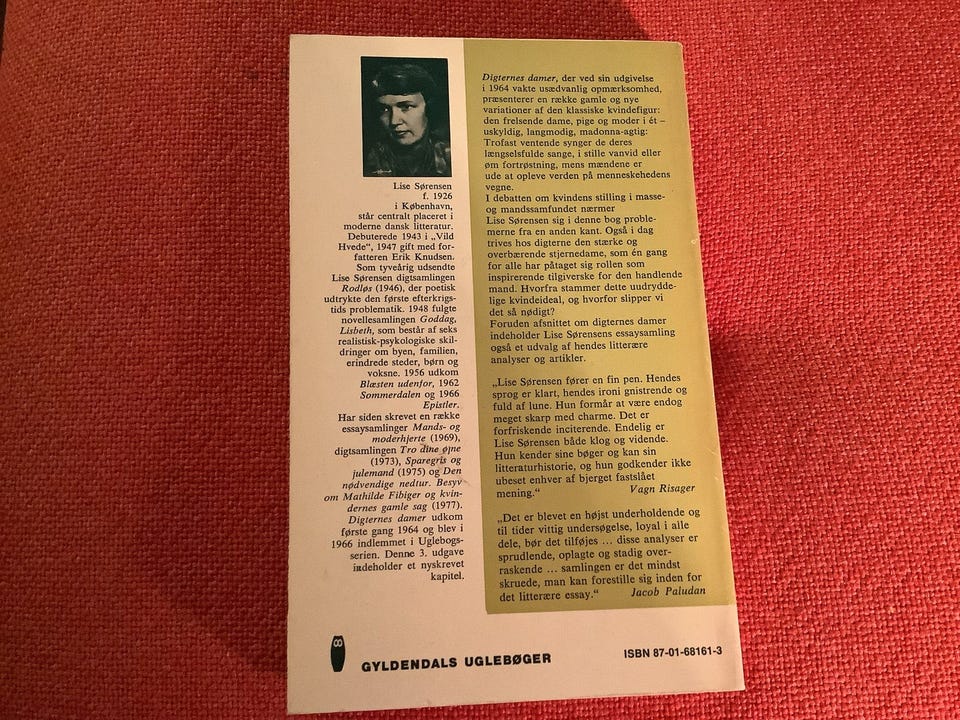 Lise Sørensen
f. 1926
i København,
står centralt placeret i
moderne dansk litteratur.
Debuterede 1943 i „Vild
Hvede“, 1947 gift med for-
fatteren Erik Knudsen.
Som tyveårig udsendte
Lise Sørensen digtsamlingen
Rodløs (1946), der poetisk
udtrykte den første efterkrigs-
tids problematik. 1948 fulgte
novellesamlingen Goddag,
Lisbeth, som består af seks
realistisk-psykologiske skil-
dringer om byen, familien,
erindrede steder, børn og
voksne. 1956 udkom
Blæsten udenfor, 1962
Sommerdalen og 1966
Epistler.
Har siden skrevet en række
essaysamlinger Mands- og
moderhjerte (1969),
digtsamlingen Tro dine øjne
(1973), Sparegris og
julemand (1975) og Den
nødvendige nedtur. Besyv
om Mathilde Fibiger og kvin-
dernes gamle sag (1977).
Digternes damer udkom
første gang 1964 og blev i
1966 indlemmet i Uglebogs-
serien. Denne 3. udgave
indeholder et nyskrevet
kapitel.
Digternes damer, der ved sin udgivelse
i 1964 vakte usædvanlig opmærksomhed,
præsenterer en række gamle og nye
variationer af den klassiske kvindefigur:
den frelsende dame, pige og moder i ét –
uskyldig, langmodig, madonna-agtig:
Trofast ventende synger de deres
længselsfulde sange, i stille vanvid eller
øm fortrøstning, mens mændene er
ude at opleve verden på menneskehedens
vegne.
I debatten om kvindens stilling i masse-
og mandssamfundet nærmer
Lise Sørensen sig i denne bog proble-
merne fra en anden kant. Også i dag
trives hos digterne den stærke og
overbærende stjernedame, som én gang
for alle har påtaget sig rollen som
inspirerende tilgiverske for den handlende
mand. Hvorfra stammer dette uudrydde-
lige kvindeideal, og hvorfor slipper vi
det så nødigt?
Foruden afsnittet om digternes damer
indeholder Lise Sørensens essaysamling
også et udvalg af hendes litterære
analyser og artikler.
„Lise Sørensen fører en fin pen. Hendes
sprog er klart, hendes ironi gnistrende og
fuld af lune. Hun formår at være endog
meget skarp med charme. Det er
forfriskende inciterende. Endelig er
Lise Sørensen både klog og vidende.
Hun kender sine bøger og kan sin
litteraturhistorie, og hun godkender ikke
ubeset enhver af bjerget fastslået
mening.“ Vagn Risager
„Det er blevet en højst underholdende og
til tider vittig undersøgelse, loyal i alle
dele, bør det tilføjes ... disse analyser er
sprudlende, oplagte og stadig over-
raskende ... samlingen er det mindst
skruede, man kan forestille sig inden for
det litterære essay.“ Jacob Paludan
GYLDENDALS UGLEBØGER
ISBN 87-01-68161-3